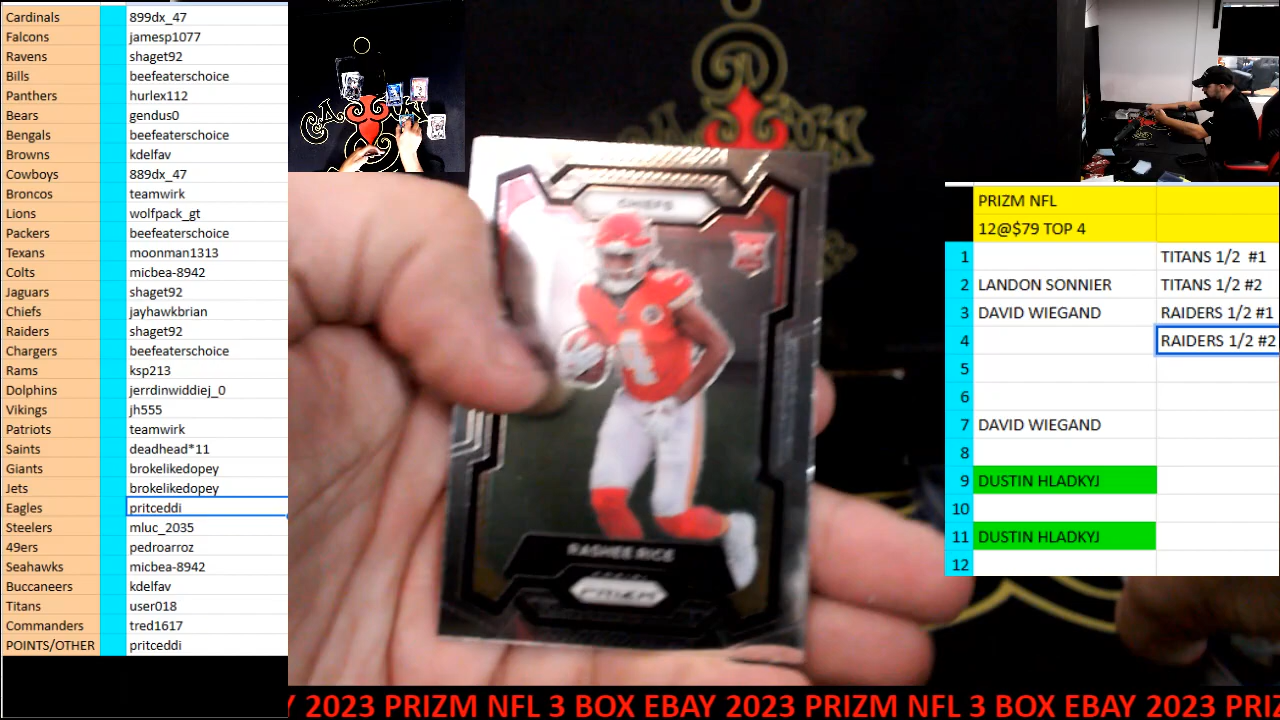 Cardinals 899dx_47
Falcons jamesp1077
Ravens shaget92
Bills beefeaterschoice
Panthers hurlex112
Bears gendus0
Bengals beefeaterschoice
Browns kdelfav
Cowboys 889dx_47
Broncos teamwirk
Lions wolfpack_gt
Packers beefeaterschoice
Texans moonman1313
Colts micbea-8942
Jaguars shaget92
Chiefs jayhawkbrian
Raiders shaget92
Chargers beefeaterschoice
Rams ksp213
Dolphins jerrdinwiddiej_0
Vikings jh555
Patriots teamwirk
Saints deadhead*11
Giants brokelikedopey
Jets brokelikedopey
Eagles pritceddi
Steelers mluc_2035
49ers pedroarroz
Seahawks micbea-8942
Buccaneers kdelfav
Titans user018
Commanders tred1617
POINTS/OTHER pritceddi
CHIEFS
4
RASHEE RICE
PRIZM
PRIZM NFL
12@$79 TOP 4
1 TITANS 1/2 #1
2 LANDON SONNIER TITANS 1/2 #2
3 DAVID WIEGAND RAIDERS 1/2 #1
4 RAIDERS 1/2 #2
5
6
7 DAVID WIEGAND
8
9 DUSTIN HLADKYJ
10
11 DUSTIN HLADKYJ
12
Y 2023 PRIZM NFL 3 BOX EBAY 2023 PRIZM NFL 3 BOX EBAY 2023 PRIZ